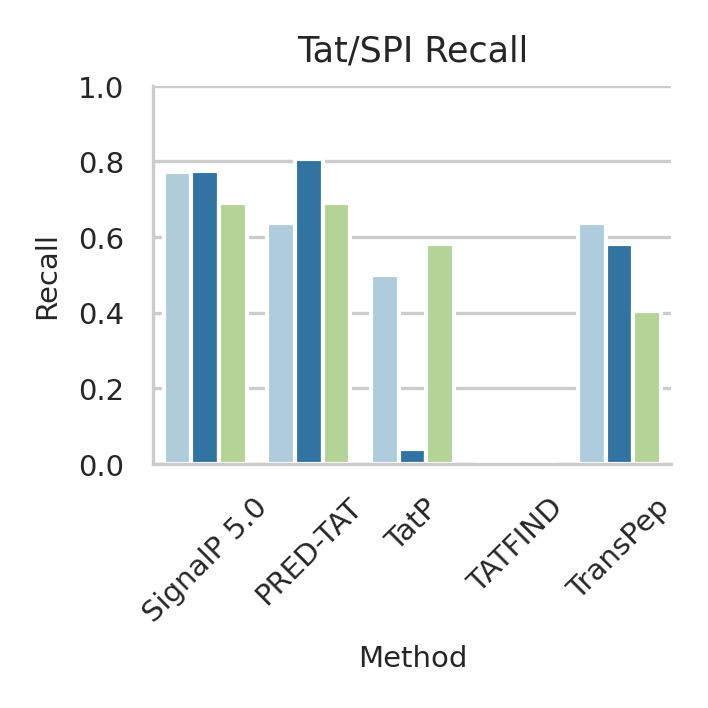 Tat/SPI Recall
1.0
0.8
0.6
0.4
0.2
0.0
Recall
SignalP 5.0
PRED-TAT
TatP
TATFIND
TransPep
Method